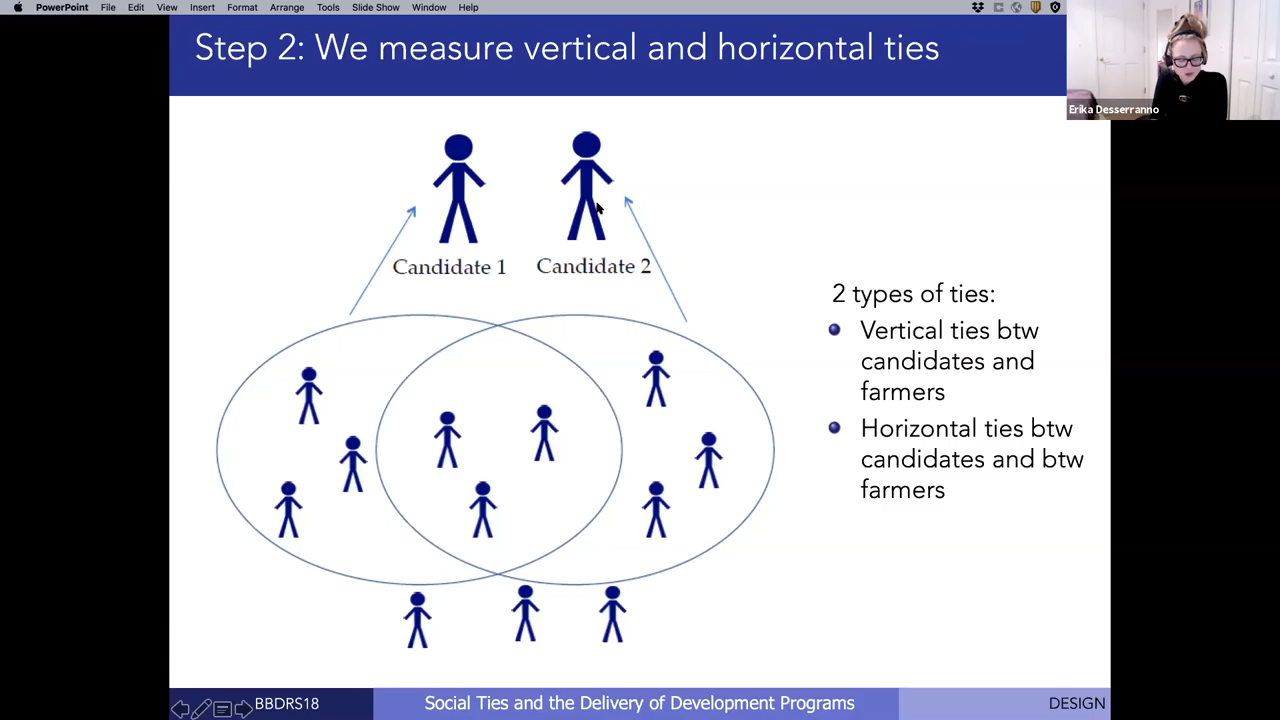 PowerPoint File Edit View Insert Format Arrange Tools Slide Show Window Help
Step 2: We measure vertical and horizontal ties
Erika Desserranno
Candidate 1
Candidate 2
2 types of ties:
Vertical ties btw
candidates and
farmers
Horizontal ties btw
candidates and btw
farmers
BBDRS18
Social Ties and the Delivery of Development Programs
DESIGN